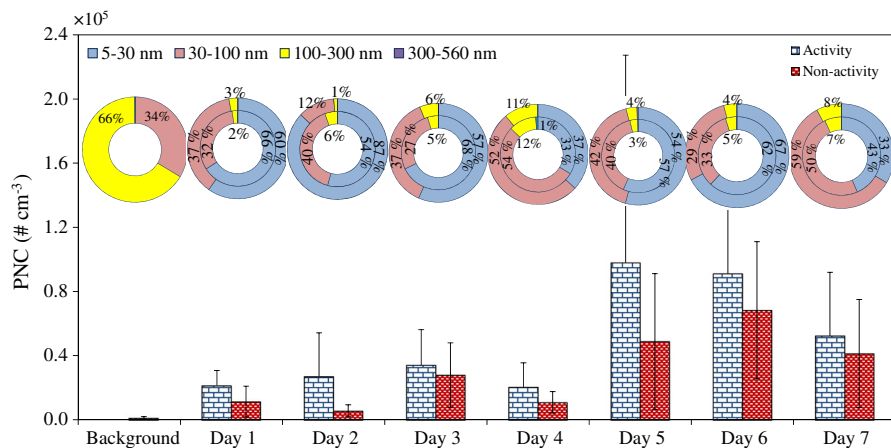 ×10⁵
2.4
2.0
1.6
1.2
0.8
0.4
0.0
PNC (# cm⁻³)
5-30 nm 30-100 nm 100-300 nm 300-560 nm
Activity
Non-activity
66% 34%
3% 37 % 32 % 2% 66 % 60 %
1% 12% 40 % 6% 54 % 87 %
6% 37 % 27 % 5% 68% 57 %
11% 52 % 54 % 12% 1% 33 % 37 %
4% 42 % 40 % 3% 57 % 54 %
4% 29 % 33 % 5% 62 % 67 %
8% 59 % 50 % 7% 43 % 33 %
Background Day 1 Day 2 Day 3 Day 4 Day 5 Day 6 Day 7